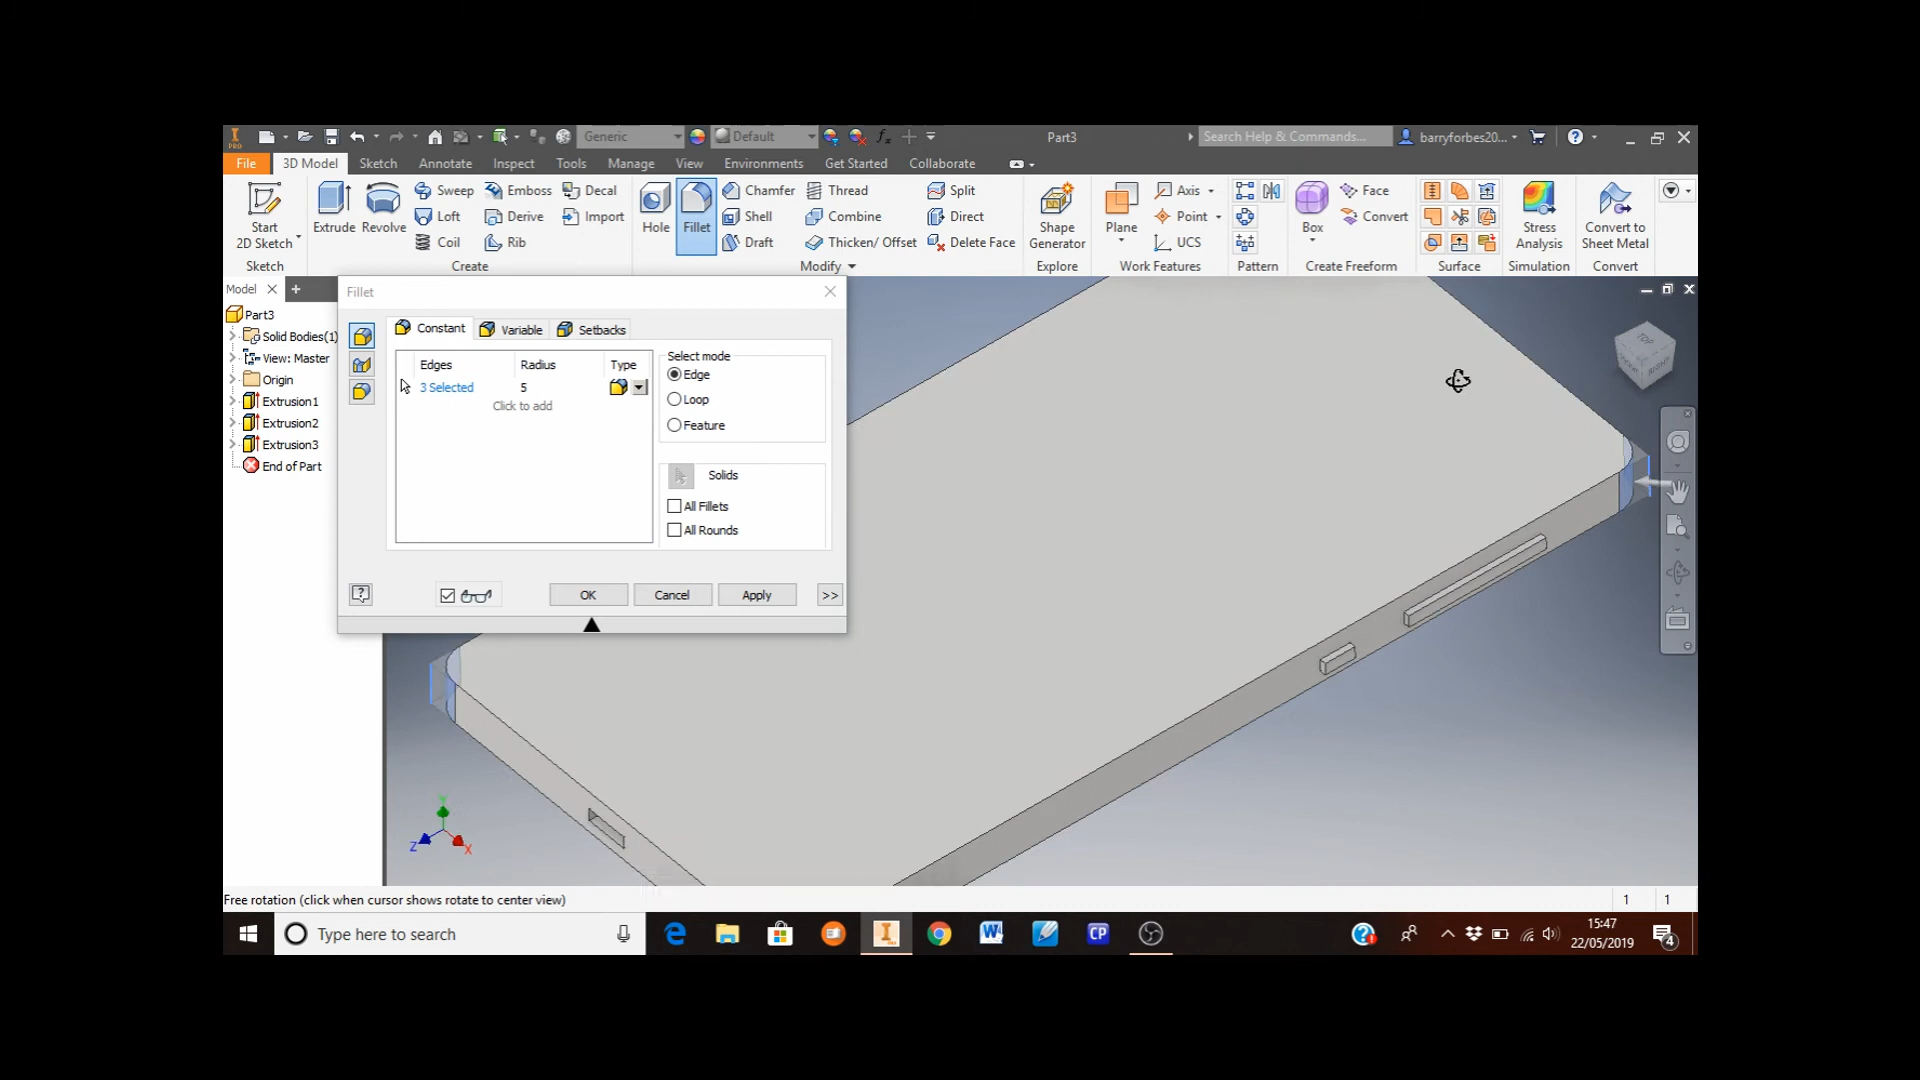 PRO
Generic
Default
Part3
Search Help & Commands...
barryforbes20...
File
3D Model
Sketch
Annotate
Inspect
Tools
Manage
View
Environments
Get Started
Collaborate
Start
2D Sketch
Extrude
Revolve
Sweep
Emboss
Decal
Loft
Derive
Import
Coil
Rib
Hole
Fillet
Chamfer
Thread
Shell
Combine
Draft
Thicken/ Offset
Split
Direct
Delete Face
Shape
Generator
Plane
Axis
Point
UCS
Box
Face
Convert
Stress
Analysis
Convert to
Sheet Metal
Sketch
Create
Modify
Explore
Work Features
Pattern
Create Freeform
Surface
Simulation
Convert
Model
Part3
Solid Bodies(1)
View: Master
Origin
Extrusion1
Extrusion2
Extrusion3
End of Part
Fillet
Constant
Variable
Setbacks
Edges
Radius
Type
3 Selected
5
Click to add
Select mode
Edge
Loop
Feature
Solids
All Fillets
All Rounds
OK
Cancel
Apply
>>
TOP
RIGHT
Y
Z
X
Free rotation (click when cursor shows rotate to center view)
1
1
Type here to search
CP
15:47
22/05/2019
4